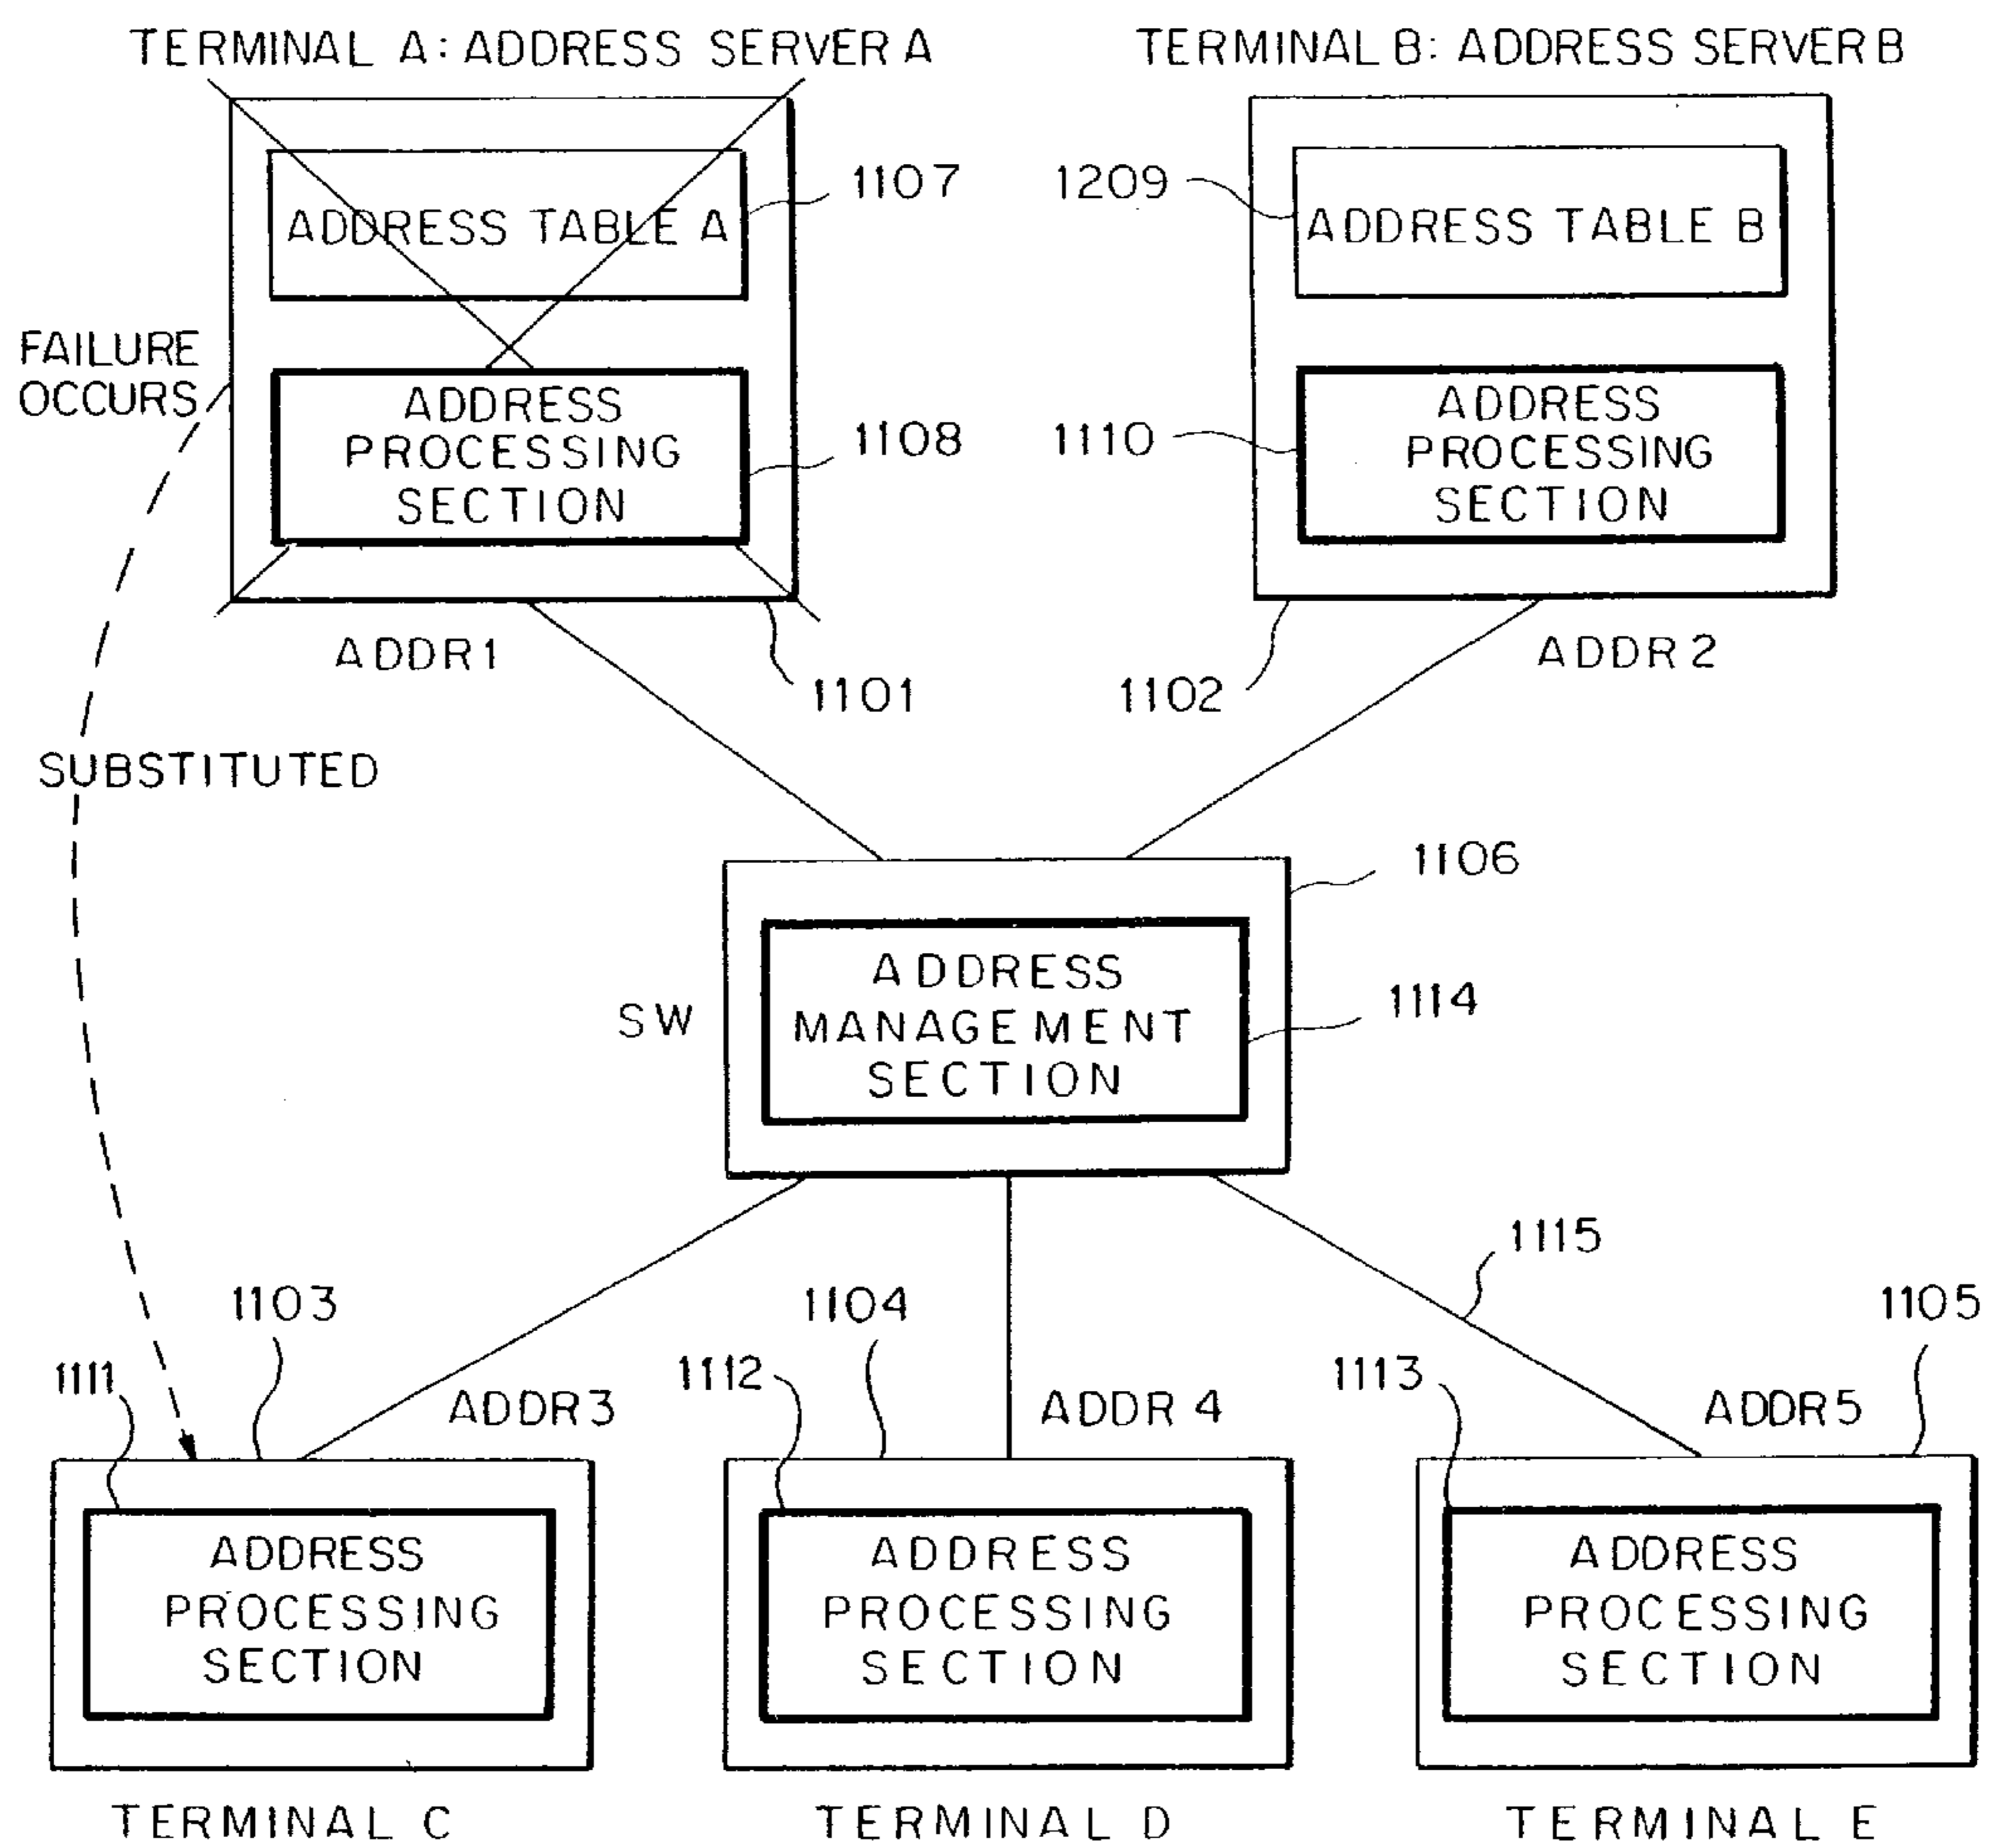 TERMINAL A: ADDRESS SERVER A
TERMINAL B: ADDRESS SERVER B
ADDRESS TABLE A
1107
1209
ADDRESS TABLE B
FAILURE
OCCURS
ADDRESS
PROCESSING
SECTION
1108
1110
ADDRESS
PROCESSING
SECTION
ADDR1
1101
1102
ADDR 2
SUBSTITUTED
1106
SW
ADDRESS
MANAGEMENT
SECTION
1114
1115
1103
1104
1105
1111
ADDR3
1112
ADDR 4
1113
ADDR5
ADDRESS
PROCESSING
SECTION
ADDRESS
PROCESSING
SECTION
ADDRESS
PROCESSING
SECTION
TERMINAL C
TERMINAL D
TERMINAL E